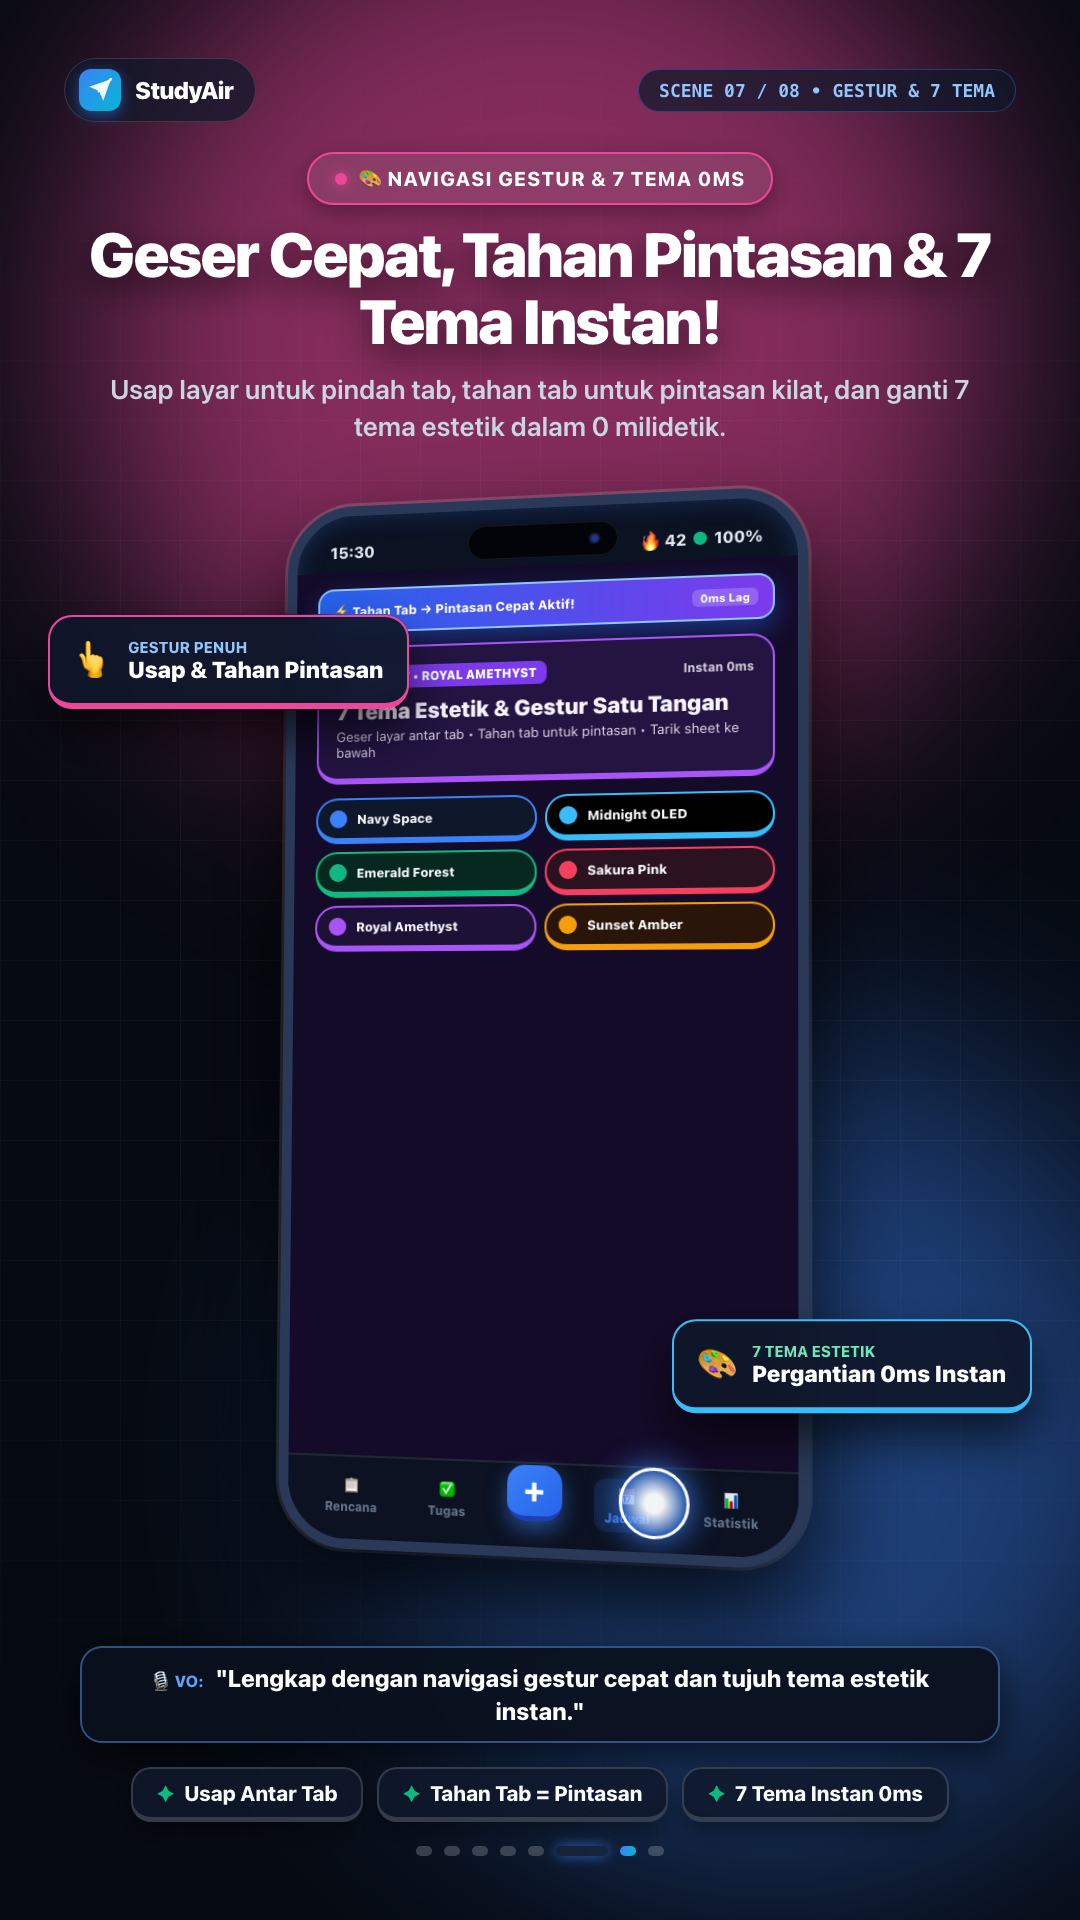 StudyAir
SCENE 07 / 08 • GESTUR & 7 TEMA
🎨 NAVIGASI GESTUR & 7 TEMA 0MS
Geser Cepat, Tahan Pintasan & 7
Tema Instan!
Usap layar untuk pindah tab, tahan tab untuk pintasan kilat, dan ganti 7
tema estetik dalam 0 milidetik.
15:30
🔥 42 100%
⚡ Tahan Tab → Pintasan Cepat Aktif!
0ms Lag
GESTUR PENUH
Usap & Tahan Pintasan
• ROYAL AMETHYST
Instan 0ms
7 Tema Estetik & Gestur Satu Tangan
Geser layar antar tab • Tahan tab untuk pintasan • Tarik sheet ke
bawah
Navy Space
Midnight OLED
Emerald Forest
Sakura Pink
Royal Amethyst
Sunset Amber
7 TEMA ESTETIK
Pergantian 0ms Instan
Rencana
Tugas
+
Jadwal
Statistik
🎙️ VO: "Lengkap dengan navigasi gestur cepat dan tujuh tema estetik
instan."
✦ Usap Antar Tab
✦ Tahan Tab = Pintasan
✦ 7 Tema Instan 0ms